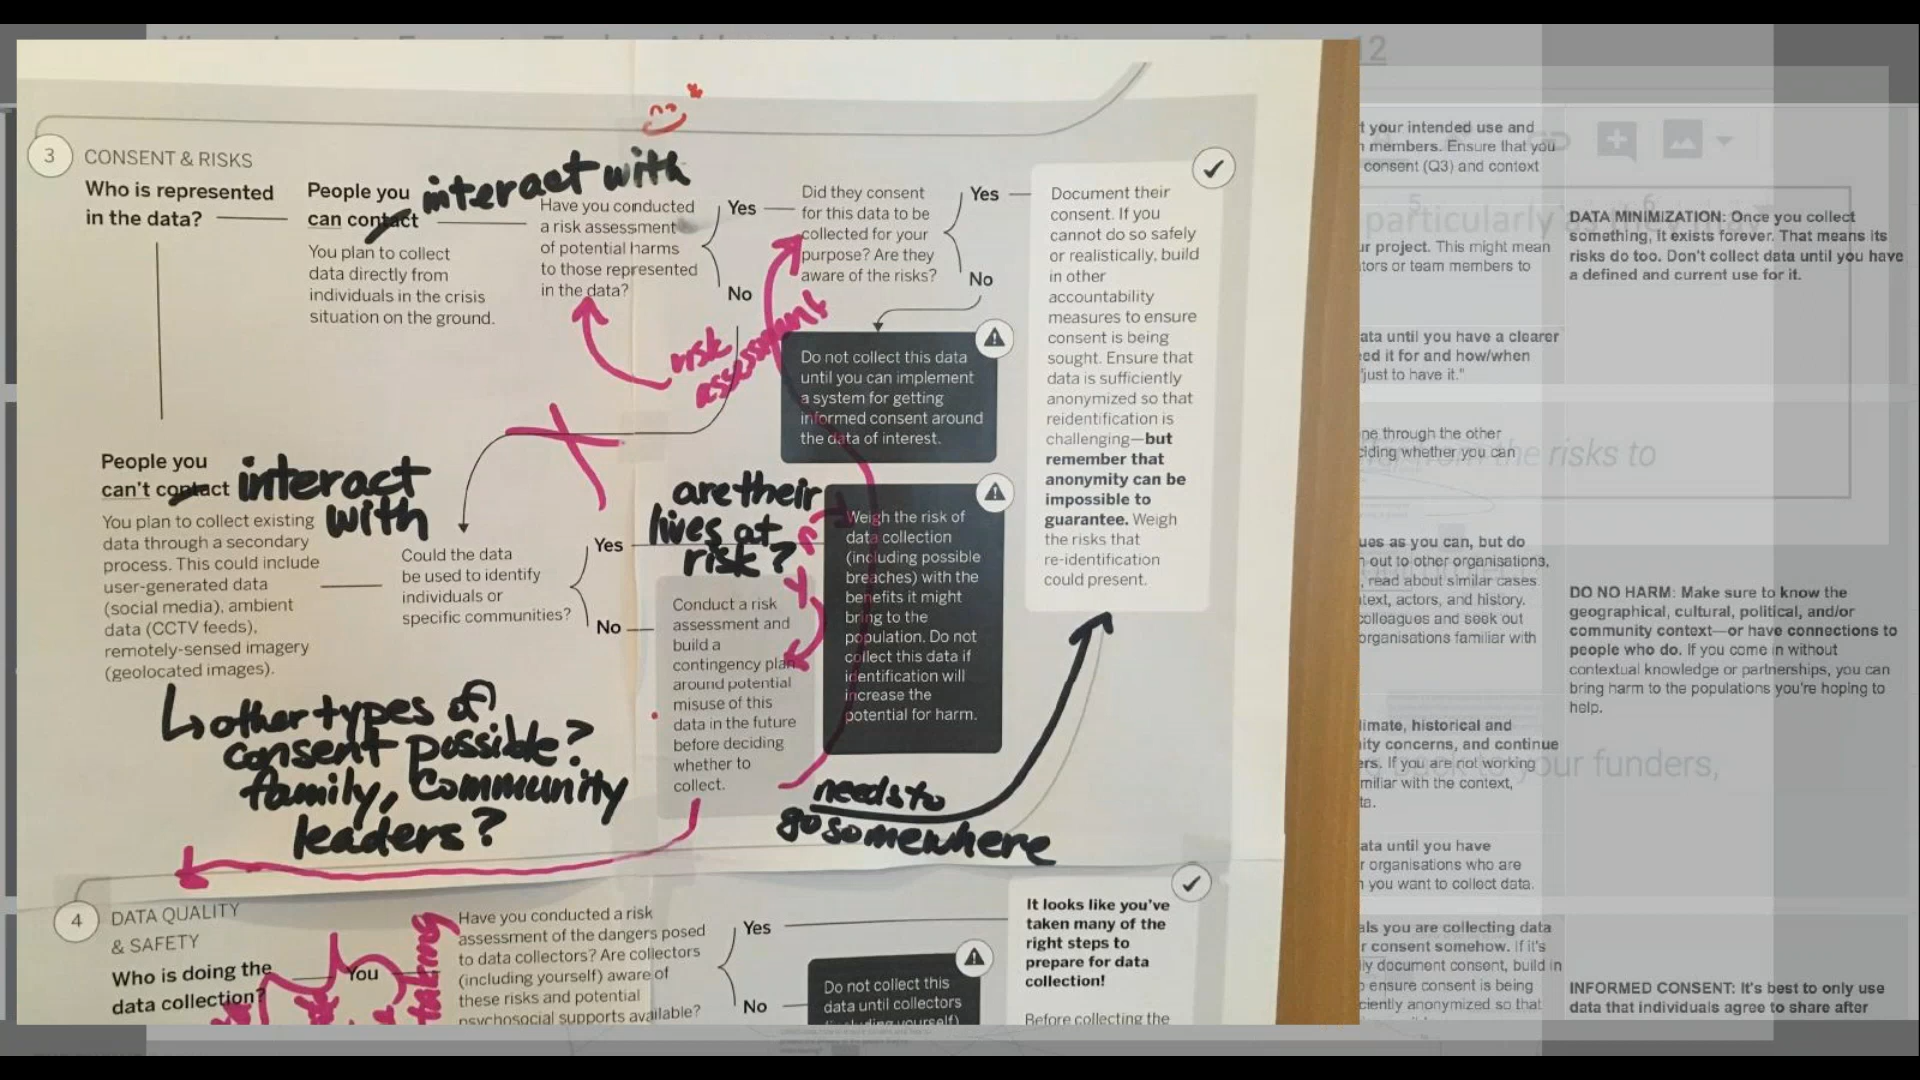 12
3
CONSENT & RISKS
Who is represented
in the data?
People you
can contact
interact with
You plan to collect
data directly from
individuals in the crisis
situation on the ground.
Have you conducted
a risk assessment
of potential harms
to those represented
in the data?
Yes
No
risk
assessment
Did they consent
for this data to be
collected for your
purpose? Are they
aware of the risks?
Yes
No
Do not collect this data
until you can implement
a system for getting
informed consent around
the data of interest.
Document their
consent. If you
cannot do so safely
or realistically, build
in other
accountability
measures to ensure
consent is being
sought. Ensure that
data is sufficiently
anonymized so that
reidentification is
challenging—but
remember that
anonymity can be
impossible to
guarantee. Weigh
the risks that
re-identification
could present.
People you
can't contact
interact
with
You plan to collect existing
data through a secondary
process. This could include
user-generated data
(social media), ambient
data (CCTV feeds),
remotely-sensed imagery
(geolocated images).
Could the data
be used to identify
individuals or
specific communities?
Yes
No
are their
lives at
risk?
Y
Conduct a risk
assessment and
build a
contingency plan
around potential
misuse of this
data in the future
before deciding
whether to
collect.
Weigh the risk of
data collection
(including possible
breaches) with the
benefits it might
bring to the
population. Do not
collect this data if
identification will
increase the
potential for harm.
other types of
consent possible?
family, community
leaders?
needs to
go somewhere
4
DATA QUALITY
& SAFETY
Who is doing the
data collection?
You
taking
Have you conducted a risk
assessment of the dangers posed
to data collectors? Are collectors
(including yourself) aware of
these risks and potential
psychosocial supports available?
Yes
No
Do not collect this
data until collectors
(including yourself)
It looks like you've
taken many of the
right steps to
prepare for data
collection!
Before collecting the
t your intended use and
members. Ensure that you
consent (Q3) and context
particularly as they may
ur project. This might mean
tors or team members to
ata until you have a clearer
ed it for and how/when
"just to have it."
ne through the other
ciding whether you can
from the risks to
ues as you can, but do
out to other organisations,
read about similar cases.
text, actors, and history.
colleagues and seek out
organisations familiar with
limate, historical and
ity concerns, and continue
ers. If you are not working
miliar with the context,
ta.
back to your funders,
ata until you have
r organisations who are
you want to collect data.
als you are collecting data
r consent somehow. If it's
ly document consent, build in
ensure consent is being
ciently anonymized so that
DATA MINIMIZATION: Once you collect
something, it exists forever. That means its
risks do too. Don't collect data until you have
a defined and current use for it.
DO NO HARM: Make sure to know the
geographical, cultural, political, and/or
community context—or have connections to
people who do. If you come in without
contextual knowledge or partnerships, you can
bring harm to the populations you're hoping to
help.
INFORMED CONSENT: It's best to only use
data that individuals agree to share after